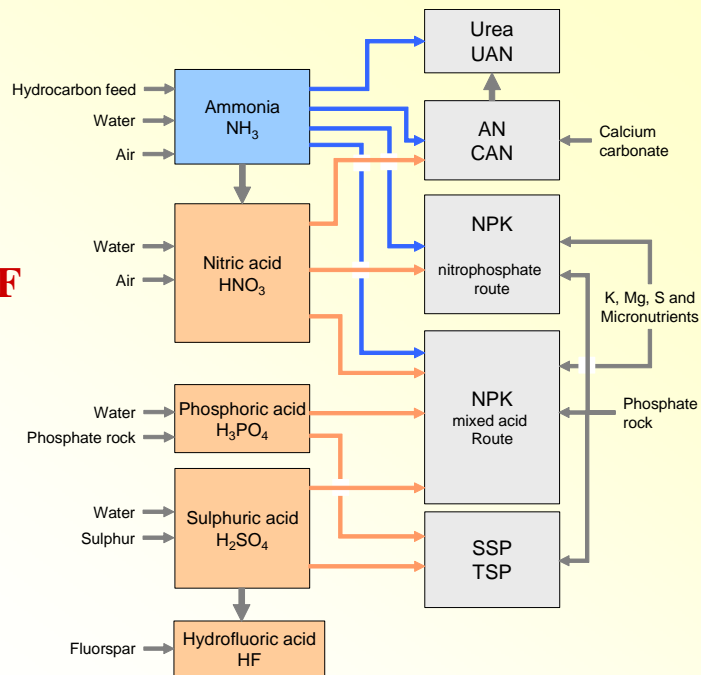 Urea
UAN
Hydrocarbon feed
Ammonia
NH₃
Water
Air
AN
CAN
Calcium
carbonate
Nitric acid
HNO₃
Water
Air
F
NPK
nitrophosphate
route
K, Mg, S and
Micronutrients
NPK
mixed acid
Route
Phosphate
rock
Water
Phosphate rock
Phosphoric acid
H₃PO₄
Water
Sulphur
Sulphuric acid
H₂SO₄
SSP
TSP
Fluorspar
Hydrofluoric acid
HF